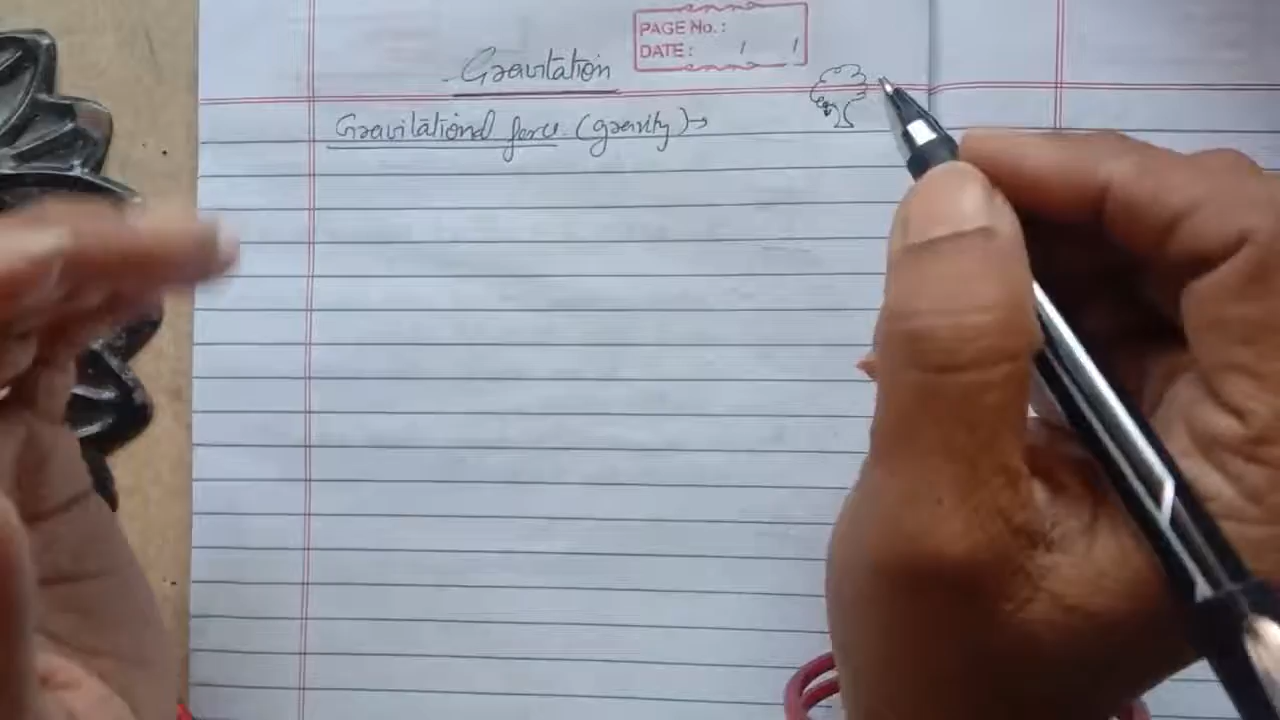 PAGE No.:
DATE: / /
Gravitation
Gravitational force (gravity)→